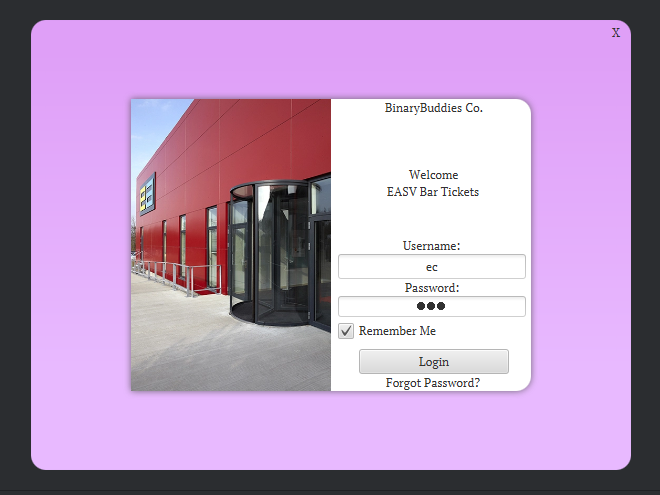 X
BinaryBuddies Co.
Welcome
EASV Bar Tickets
Username:
ec
Password:
●●●
Remember Me
Login
Forgot Password?